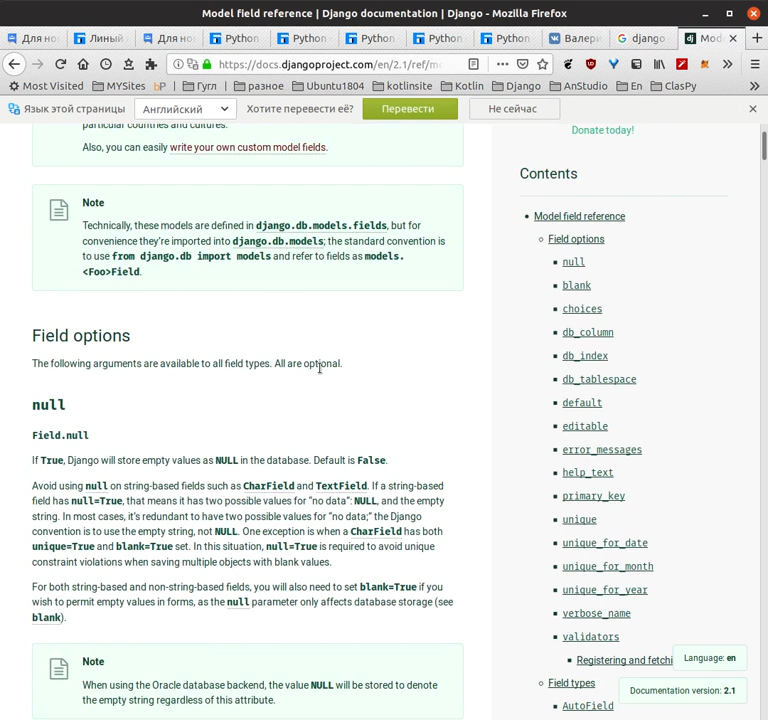 Model field reference | Django documentation | Django - Mozilla Firefox
Для но
Линый
Для но
Python
Python
Python
Python
Python
Валери
django
Mod
https://docs.djangoproject.com/en/2.1/ref/mo
Most Visited
MYSites
bP
Гугл
разное
Ubuntu1804
kotlinsite
Kotlin
Django
AnStudio
En
ClasPy
Язык этой страницы
Английский
Хотите перевести её?
Перевести
Не сейчас
particular countries and cultures.
Also, you can easily write your own custom model fields.
Note
Technically, these models are defined in django.db.models.fields, but for
convenience they're imported into django.db.models; the standard convention is
to use from django.db import models and refer to fields as models.
<Foo>Field.
Field options
The following arguments are available to all field types. All are optional.
null
Field.null
If True, Django will store empty values as NULL in the database. Default is False.
Avoid using null on string-based fields such as CharField and TextField. If a string-based
field has null=True, that means it has two possible values for "no data": NULL, and the empty
string. In most cases, it's redundant to have two possible values for "no data;" the Django
convention is to use the empty string, not NULL. One exception is when a CharField has both
unique=True and blank=True set. In this situation, null=True is required to avoid unique
constraint violations when saving multiple objects with blank values.
For both string-based and non-string-based fields, you will also need to set blank=True if you
wish to permit empty values in forms, as the null parameter only affects database storage (see
blank).
Note
When using the Oracle database backend, the value NULL will be stored to denote
the empty string regardless of this attribute.
Donate today!
Contents
Model field reference
Field options
null
blank
choices
db_column
db_index
db_tablespace
default
editable
error_messages
help_text
primary_key
unique
unique_for_date
unique_for_month
unique_for_year
verbose_name
validators
Registering and fetchi
Field types
AutoField
Language: en
Documentation version: 2.1